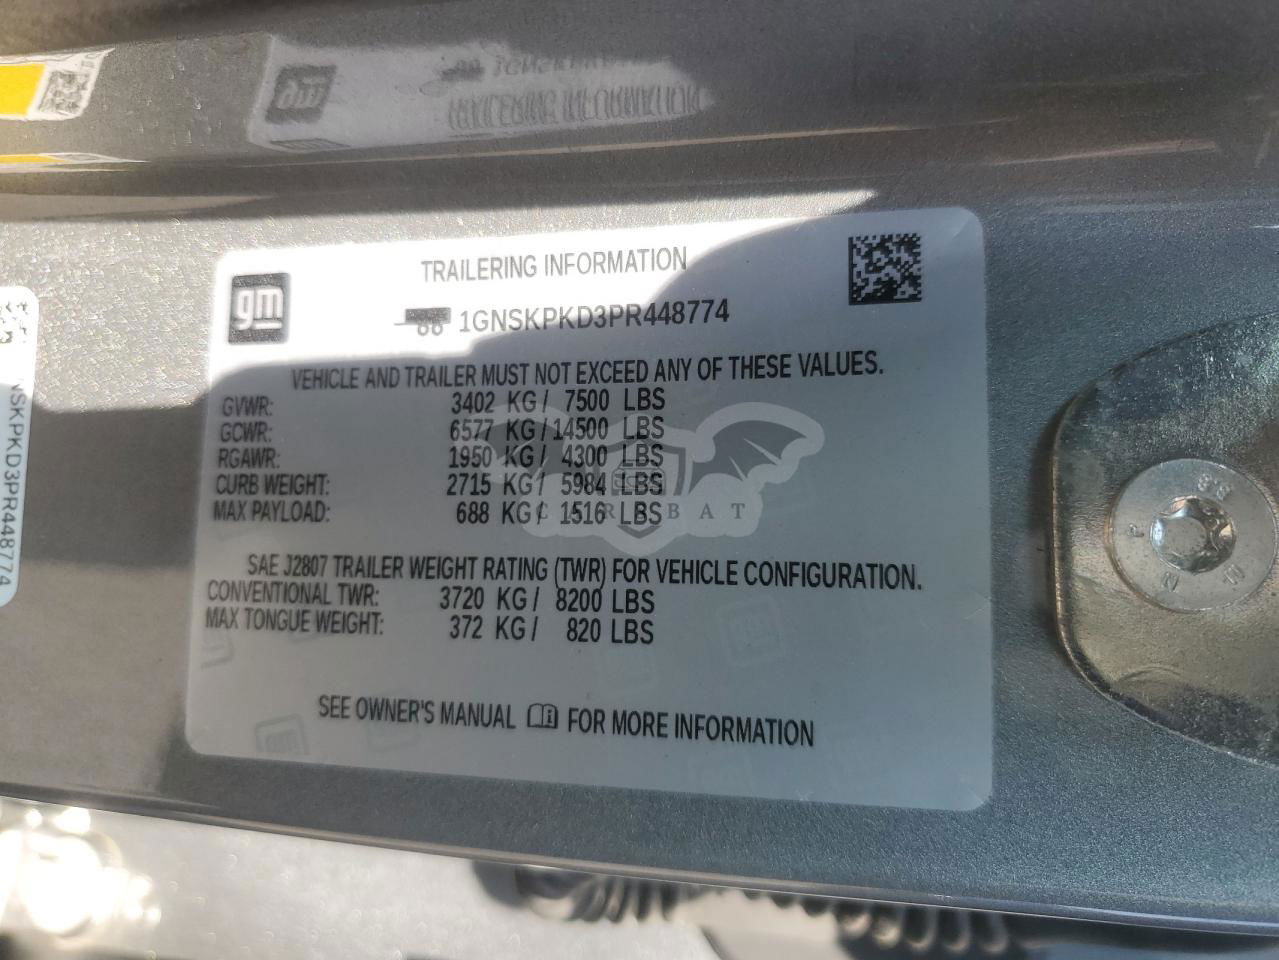 TRAILERING INFORMATION
gm
1GNSKPKD3PR448774
VEHICLE AND TRAILER MUST NOT EXCEED ANY OF THESE VALUES.
GVWR: 3402 KG/ 7500 LBS
GCWR: 6577 KG/14500 LBS
RGAWR: 1950 KG/ 4300 LBS
CURB WEIGHT: 2715 KG/ 5984 LBS
MAX PAYLOAD: 688 KG/ 1516 LBS
SAE J2807 TRAILER WEIGHT RATING (TWR) FOR VEHICLE CONFIGURATION.
CONVENTIONAL TWR: 3720 KG/ 8200 LBS
MAX TONGUE WEIGHT: 372 KG/ 820 LBS
SEE OWNER'S MANUAL FOR MORE INFORMATION
NSKPKD3PR448774